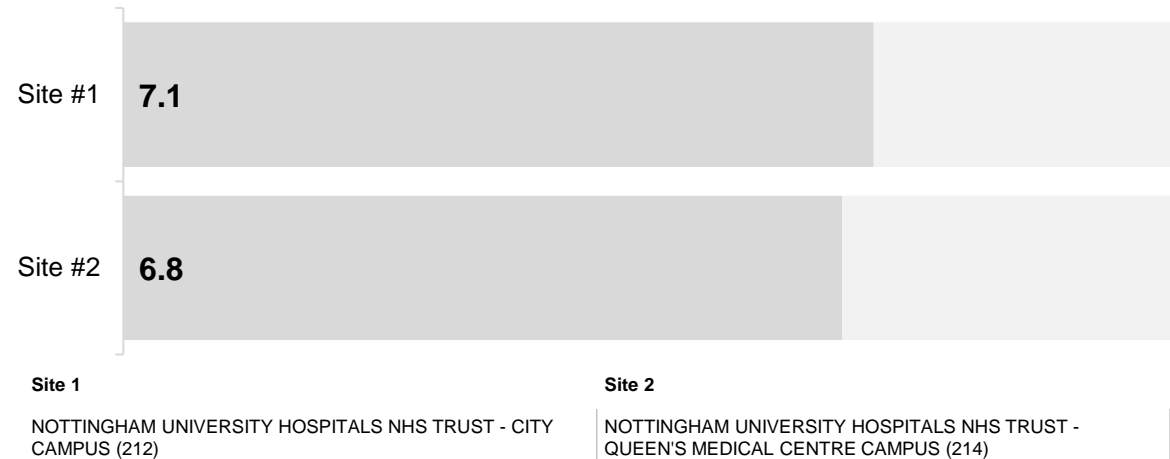 Site #1
7.1
Site #2
6.8
Site 1
Site 2
NOTTINGHAM UNIVERSITY HOSPITALS NHS TRUST - CITY
CAMPUS (212)
NOTTINGHAM UNIVERSITY HOSPITALS NHS TRUST -
QUEEN'S MEDICAL CENTRE CAMPUS (214)